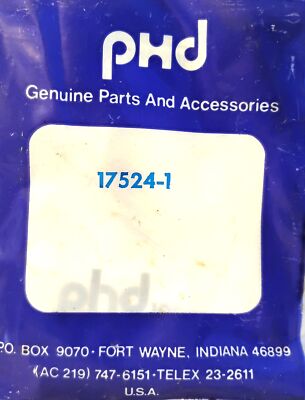 phd
Genuine Parts And Accessories
17524-1
phd
P.O. BOX 9070 · FORT WAYNE, INDIANA 46899
(AC 219) 747-6151 · TELEX 23-2611
U.S.A.